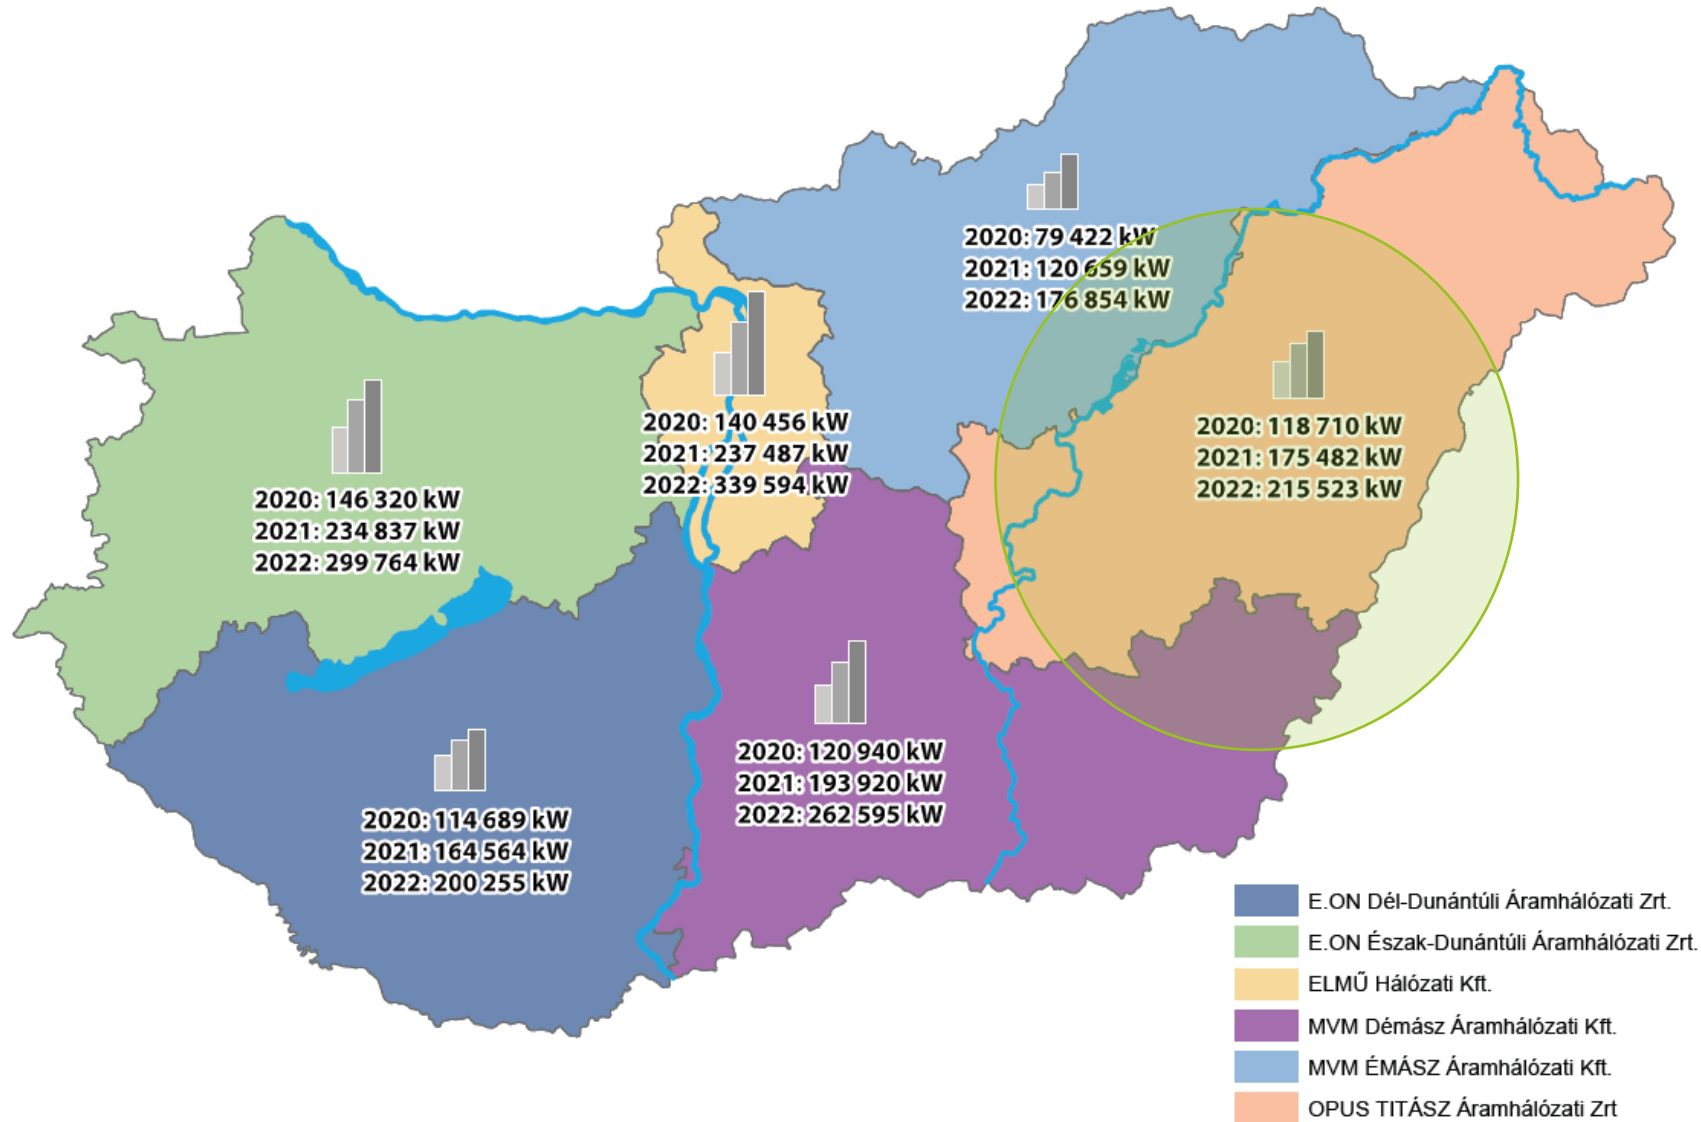 2020: 79 422 kW
2021: 120 659 kW
2022: 176 854 kW
2020: 140 456 kW
2021: 237 487 kW
2022: 339 594 kW
2020: 118 710 kW
2021: 175 482 kW
2022: 215 523 kW
2020: 146 320 kW
2021: 234 837 kW
2022: 299 764 kW
2020: 120 940 kW
2021: 193 920 kW
2022: 262 595 kW
2020: 114 689 kW
2021: 164 564 kW
2022: 200 255 kW
E.ON Dél-Dunántúli Áramhálózati Zrt.
E.ON Észak-Dunántúli Áramhálózati Zrt.
ELMŰ Hálózati Kft.
MVM Démász Áramhálózati Kft.
MVM ÉMÁSZ Áramhálózati Kft.
OPUS TITÁSZ Áramhálózati Zrt